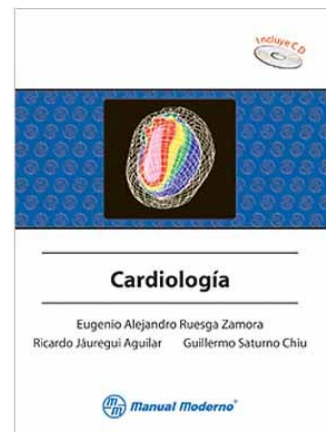 Incluye CD
Cardiología
Eugenio Alejandro Ruesga Zamora
Ricardo Jáuregui Aguilar Guillermo Saturno Chiu
mm Manual Moderno®